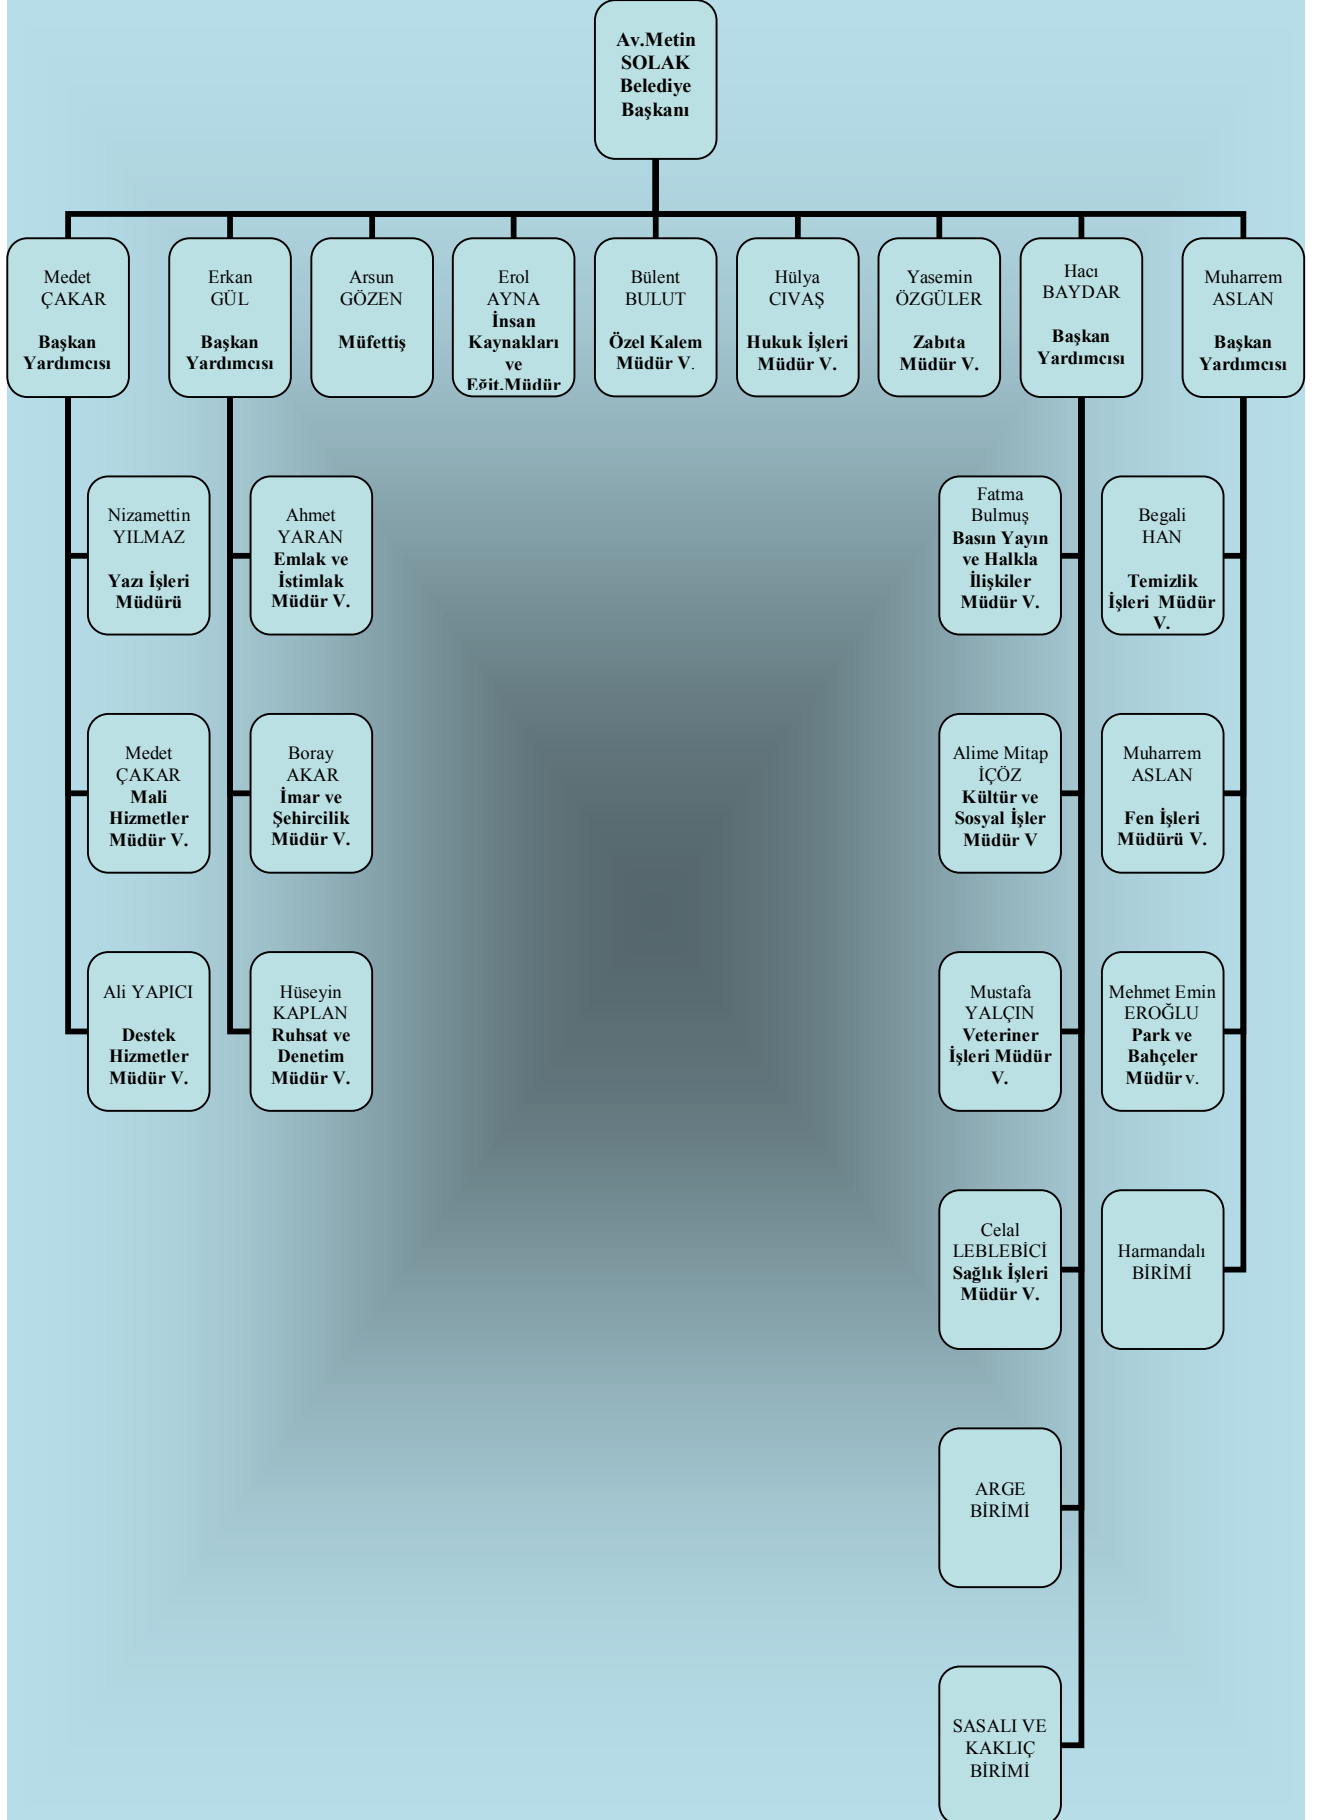 Av.Metin
SOLAK
Belediye
Başkanı
Medet
ÇAKAR
Başkan
Yardımcısı
Erkan
GÜL
Başkan
Yardımcısı
Arsun
GÖZEN
Müfettiş
Erol
AYNA
İnsan
Kaynakları
ve
Eğit.Müdür
Bülent
BULUT
Özel Kalem
Müdür V.
Hülya
CIVAŞ
Hukuk İşleri
Müdür V.
Yasemin
ÖZGÜLER
Zabıta
Müdür V.
Hacı
BAYDAR
Başkan
Yardımcısı
Muharrem
ASLAN
Başkan
Yardımcısı
Nizamettin
YILMAZ
Yazı İşleri
Müdürü
Ahmet
YARAN
Emlak ve
İstimlak
Müdür V.
Fatma
Bulmuş
Basın Yayın
ve Halkla
İlişkiler
Müdür V.
Begali
HAN
Temizlik
İşleri  Müdür
V.
Medet
ÇAKAR
Mali
Hizmetler
Müdür V.
Boray
AKAR
İmar ve
Şehircilik
Müdür V.
Alime Mitap
İÇÖZ
Kültür ve
Sosyal İşler
Müdür V
Muharrem
ASLAN
Fen İşleri
Müdürü V.
Ali YAPICI
Destek
Hizmetler
Müdür V.
Hüseyin
KAPLAN
Ruhsat ve
Denetim
Müdür V.
Mustafa
YALÇIN
Veteriner
İşleri Müdür
V.
Mehmet Emin
EROĞLU
Park ve
Bahçeler
Müdür v.
Celal
LEBLEBİCİ
Sağlık İşleri
Müdür V.
Harmandalı
BİRİMİ
ARGE
BİRİMİ
SASALI VE
KAKLIÇ
BİRİMİ